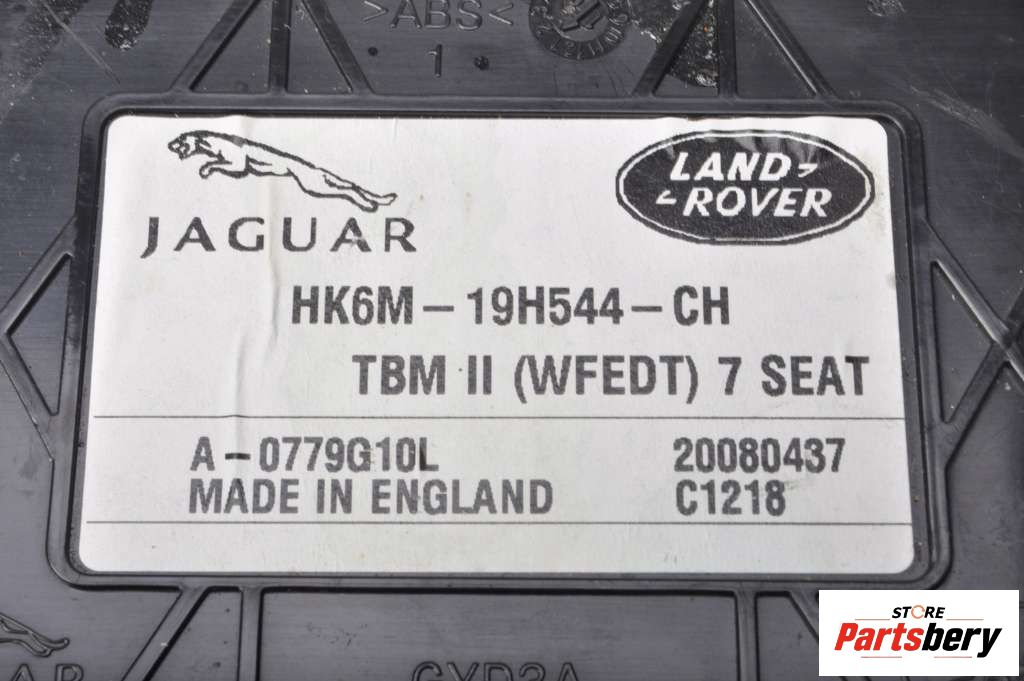 >ABS<
1
JAGUAR
LAND
ROVER
HK6M-19H544-CH
TBM II (WFEDT) 7 SEAT
A-0779G10L
20080437
MADE IN ENGLAND
C1218
STORE
Partsbery